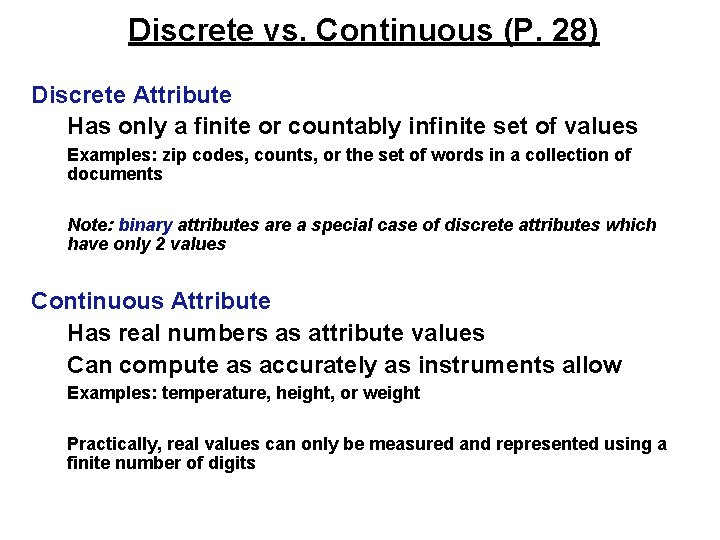 Discrete vs. Continuous (P. 28)
Discrete Attribute
Has only a finite or countably infinite set of values
Examples: zip codes, counts, or the set of words in a collection of
documents
Note: binary attributes are a special case of discrete attributes which
have only 2 values
Continuous Attribute
Has real numbers as attribute values
Can compute as accurately as instruments allow
Examples: temperature, height, or weight
Practically, real values can only be measured and represented using a
finite number of digits